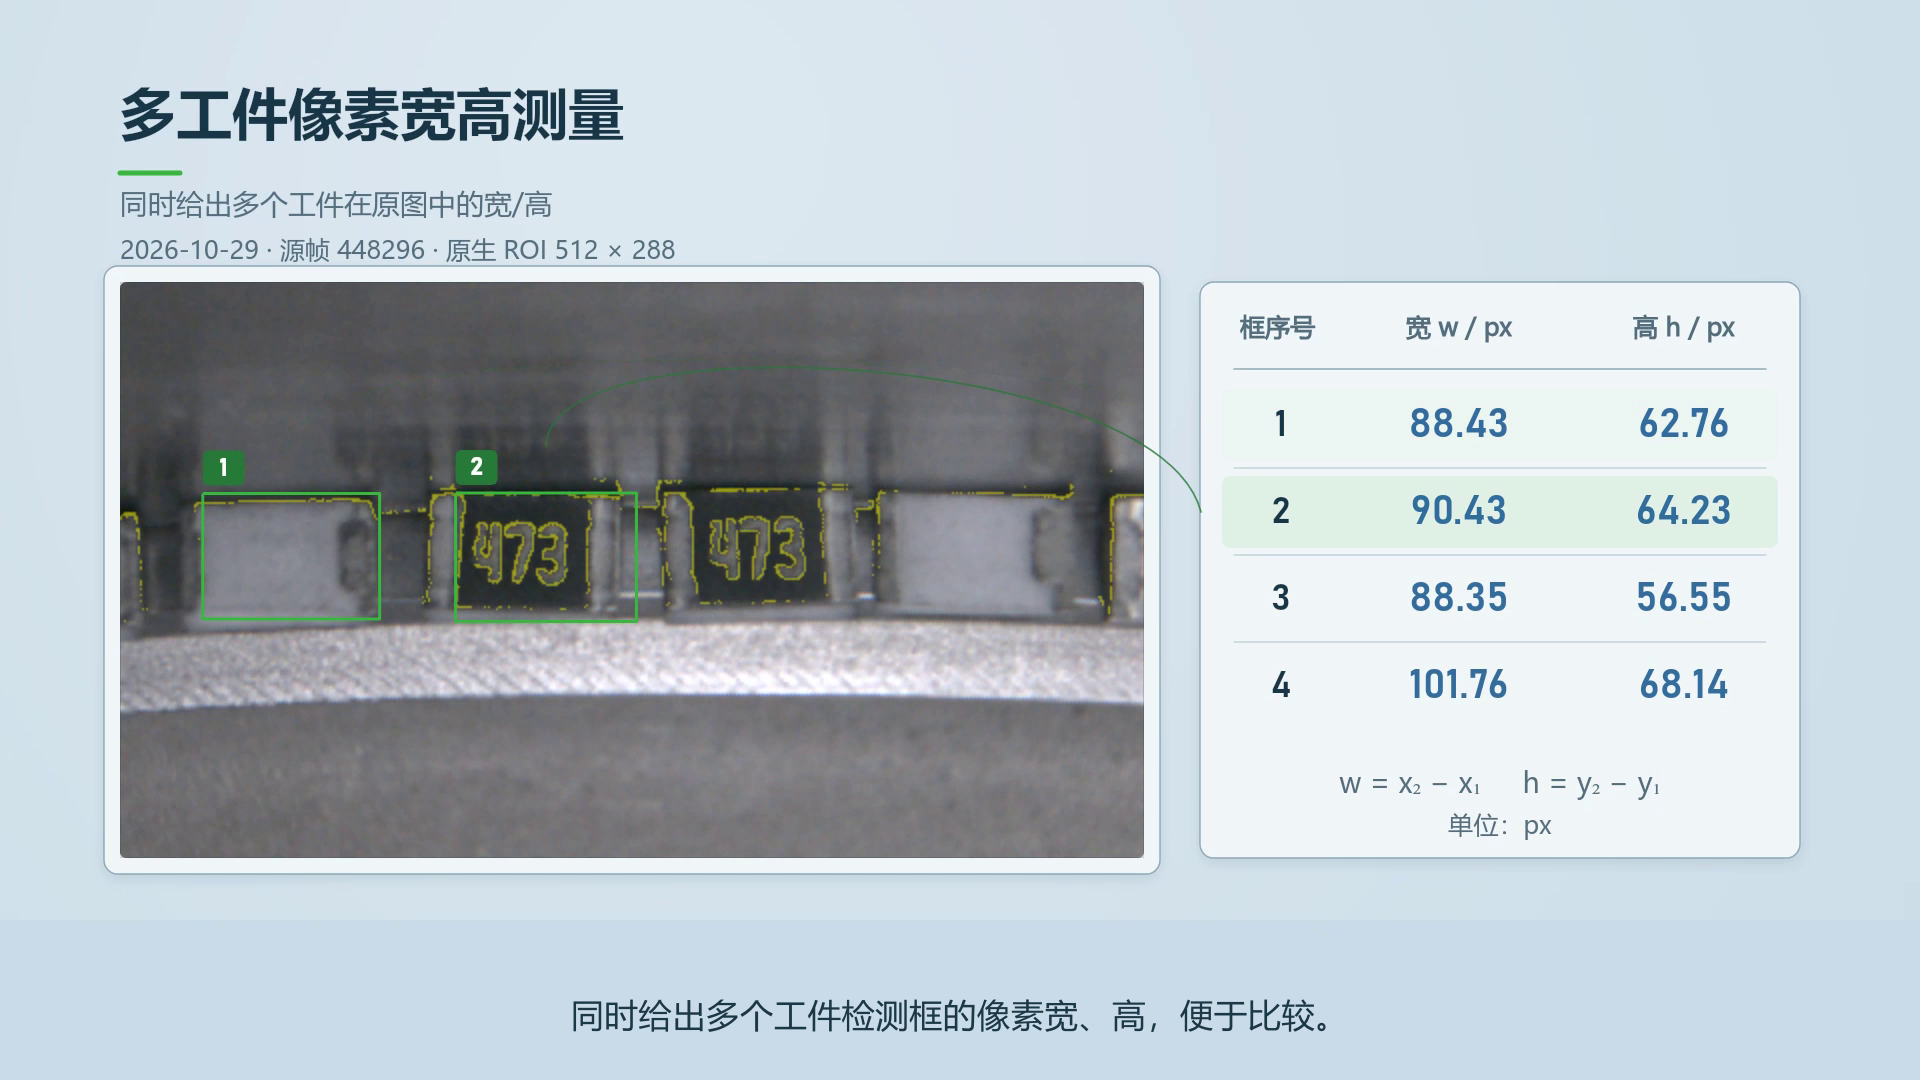 多工件像素宽高测量
同时给出多个工件在原图中的宽/高
2026-10-29 · 源帧 448296 · 原生 ROI 512 × 288
1
2
473
473
框序号 宽 w / px 高 h / px
1 88.43 62.76
2 90.43 64.23
3 88.35 56.55
4 101.76 68.14
w = x₂ − x₁ h = y₂ − y₁
单位：px
同时给出多个工件检测框的像素宽、高，便于比较。